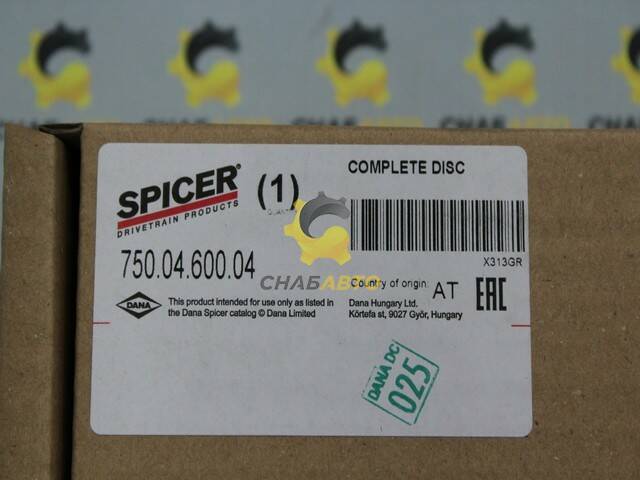 SPICER®
DRIVETRAIN PRODUCTS
(1)
COMPLETE DISC
X313GR
750.04.600.04
СНАБАВТО
Country of origin: AT
EAC
DANA
This product intended for use only as listed in
the Dana Spicer catalog © Dana Limited
Dana Hungary Ltd.
Körtefa st, 9027 Győr, Hungary
DANA DC
025